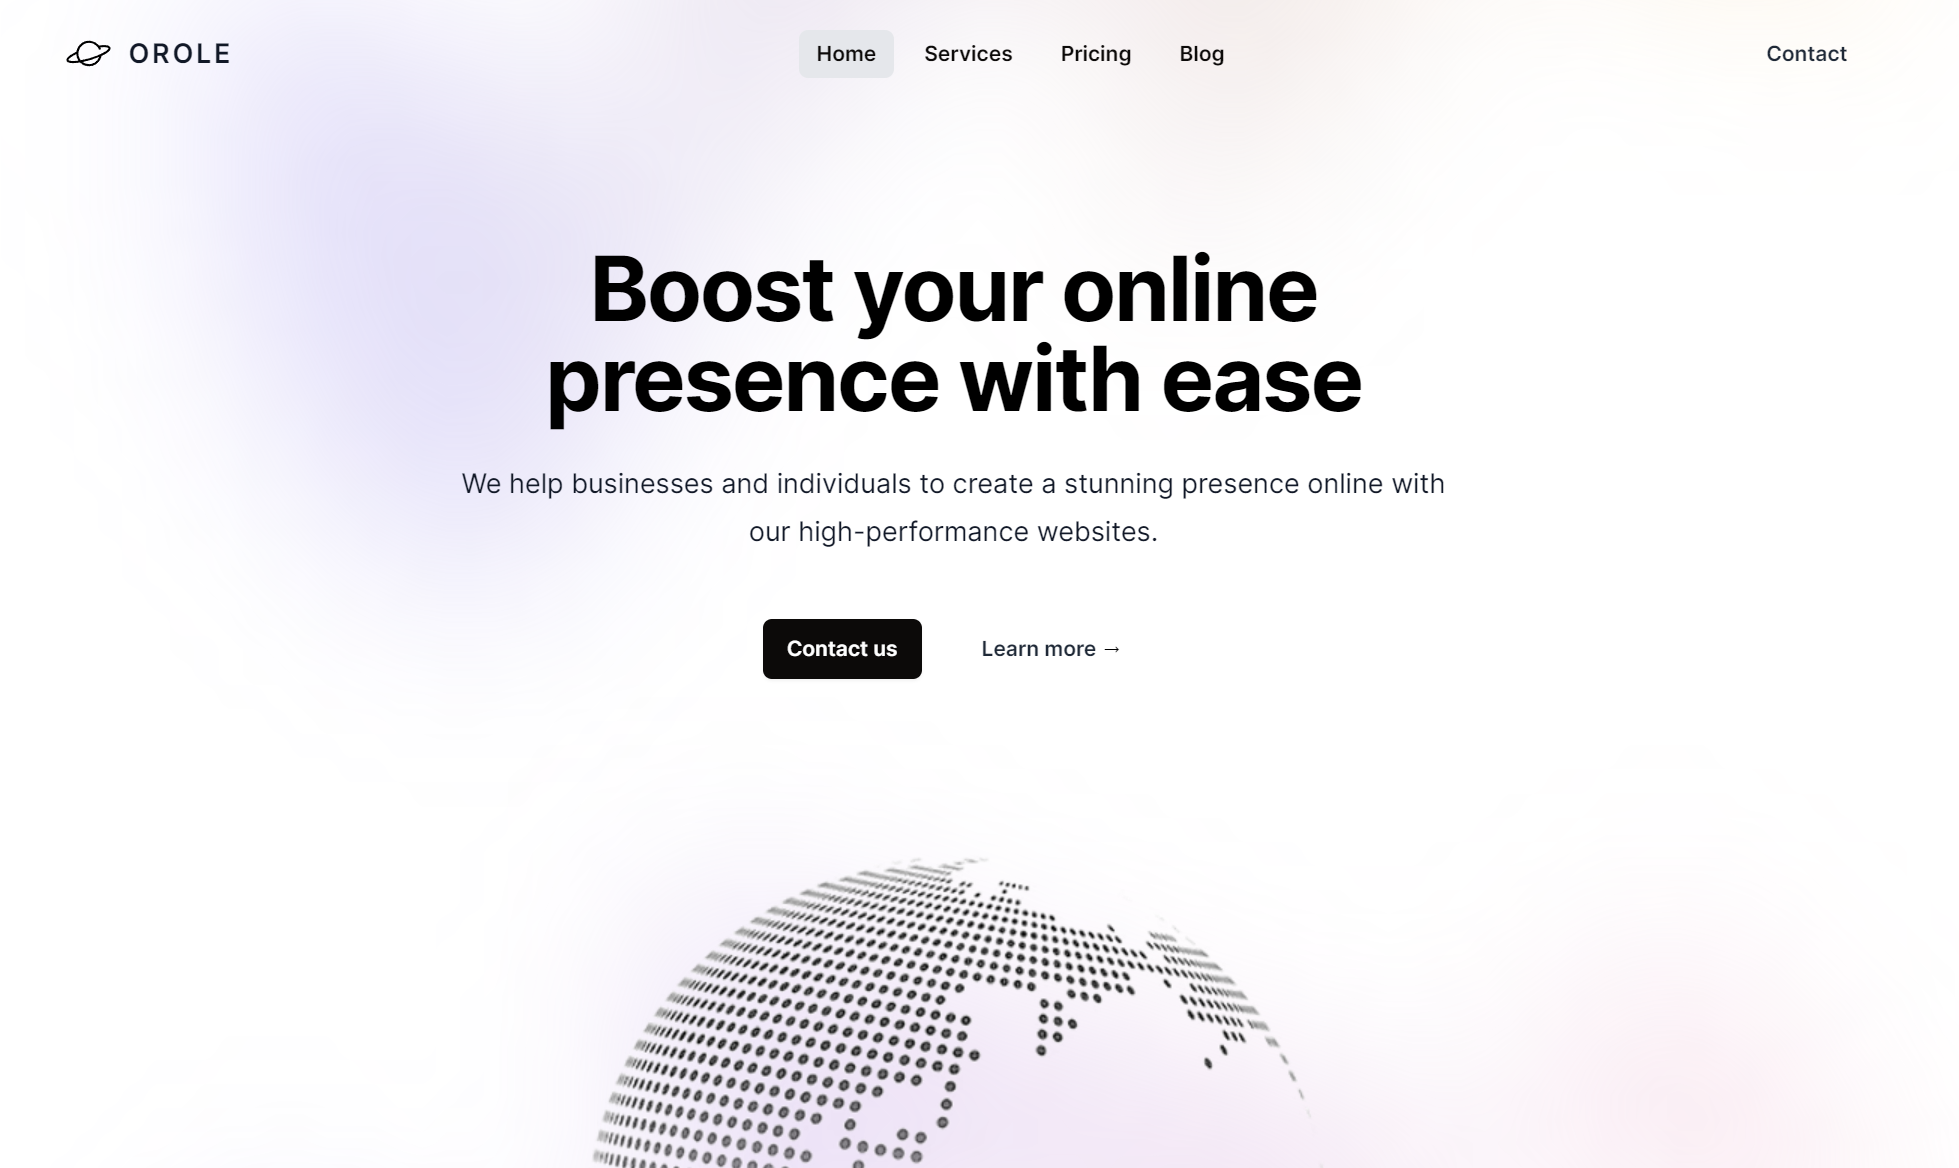 OROLE
Home Services Pricing Blog
Contact
Boost your online
presence with ease
We help businesses and individuals to create a stunning presence online with
our high-performance websites.
Contact us
Learn more →